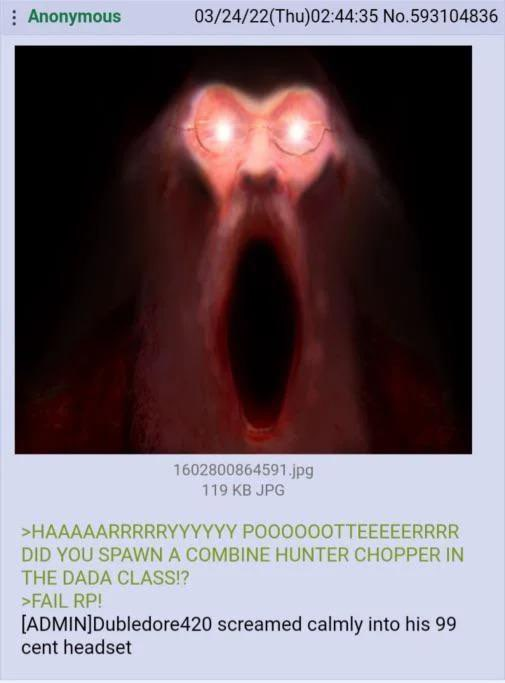 Anonymous 03/24/22(Thu)02:44:35 No.593104836
1602800864591.jpg
119 KB JPG
>HAAAAARRRRRYYYYYY POOOOOOTTEEEEERRRR
DID YOU SPAWN A COMBINE HUNTER CHOPPER IN
THE DADA CLASS!?
>FAIL RP!
[ADMIN]Dubledore420 screamed calmly into his 99
cent headset